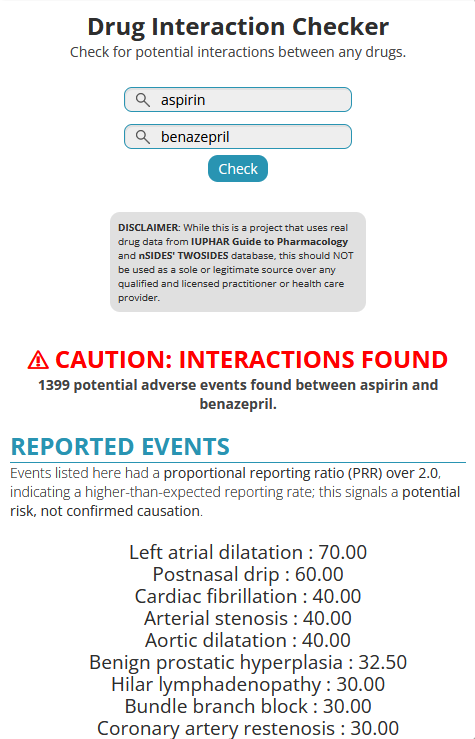 Drug Interaction Checker
Check for potential interactions between any drugs.
aspirin
benazepril
Check
DISCLAIMER: While this is a project that uses real
drug data from IUPHAR Guide to Pharmacology
and nSIDES' TWOSIDES database, this should NOT
be used as a sole or legitimate source over any
qualified and licensed practitioner or health care
provider.
⚠ CAUTION: INTERACTIONS FOUND
1399 potential adverse events found between aspirin and
benazepril.
REPORTED EVENTS
Events listed here had a proportional reporting ratio (PRR) over 2.0,
indicating a higher-than-expected reporting rate; this signals a potential
risk, not confirmed causation.
Left atrial dilatation : 70.00
Postnasal drip : 60.00
Cardiac fibrillation : 40.00
Arterial stenosis : 40.00
Aortic dilatation : 40.00
Benign prostatic hyperplasia : 32.50
Hilar lymphadenopathy : 30.00
Bundle branch block : 30.00
Coronary artery restenosis : 30.00